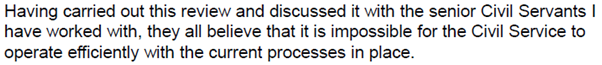 Having carried out this review and discussed it with the senior Civil Servants I
have worked with, they all believe that it is impossible for the Civil Service to
operate efficiently with the current processes in place.